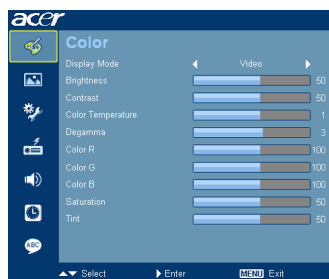 acer
Color
Display Mode Video
Brightness 50
Contrast 50
Color Temperature 1
Degamma 3
Color R 100
Color G 100
Color B 100
Saturation 50
Tint 50
ABC
Select Enter MENU Exit